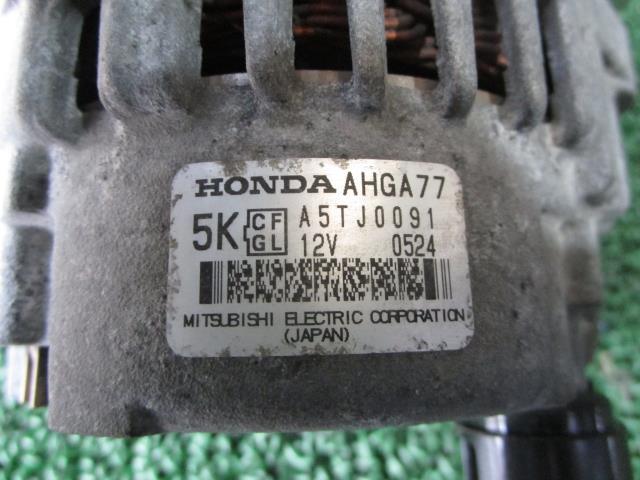 HONDA AHGA77
5K CF GL A5TJ0091
12V 0524
MITSUBISHI ELECTRIC CORPORATION
(JAPAN)